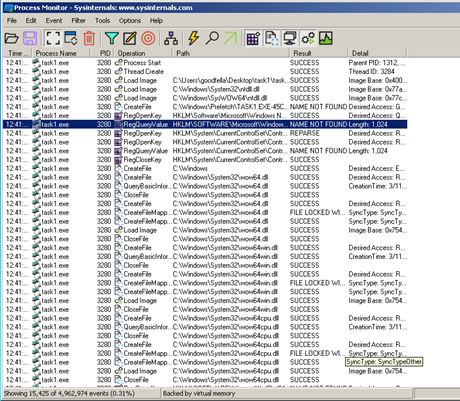 Process Monitor - Sysinternals: www.sysinternals.com
File Edit Event Filter Tools Options Help
Time ... Process Name PID Operation Path Result Detail
12:41:... task1.exe 3280 Process Start SUCCESS Parent PID: 1312, ...
12:41:... task1.exe 3280 Thread Create SUCCESS Thread ID: 3284
12:41:... task1.exe 3280 Load Image C:\Users\goodfella\Desktop\task1\task... SUCCESS Image Base: 0x400...
12:41:... task1.exe 3280 Load Image C:\Windows\System32\ntdll.dll SUCCESS Image Base: 0x77a...
12:41:... task1.exe 3280 Load Image C:\Windows\SysWOW64\ntdll.dll SUCCESS Image Base: 0x77c...
12:41:... task1.exe 3280 CreateFile C:\Windows\Prefetch\TASK1.EXE-45C... NAME NOT FOUND Desired Access: G...
12:41:... task1.exe 3280 RegOpenKey HKLM\Software\Microsoft\Windows N... SUCCESS Desired Access: Q...
12:41:... task1.exe 3280 RegQueryValue HKLM\SOFTWARE\Microsoft\Window... NAME NOT FOUND Length: 1,024
12:41:... task1.exe 3280 RegOpenKey HKLM\System\CurrentControlSet\Contr... REPARSE Desired Access: R...
12:41:... task1.exe 3280 RegOpenKey HKLM\System\CurrentControlSet\Contr... SUCCESS Desired Access: R...
12:41:... task1.exe 3280 RegQueryValue HKLM\System\CurrentControlSet\Contr... NAME NOT FOUND Length: 1,024
12:41:... task1.exe 3280 RegCloseKey HKLM\System\CurrentControlSet\Contr... SUCCESS
12:41:... task1.exe 3280 CreateFile C:\Windows SUCCESS Desired Access: E...
12:41:... task1.exe 3280 CreateFile C:\Windows\System32\wow64.dll SUCCESS Desired Access: R...
12:41:... task1.exe 3280 QueryBasicInfor... C:\Windows\System32\wow64.dll SUCCESS CreationTime: 3/11...
12:41:... task1.exe 3280 CloseFile C:\Windows\System32\wow64.dll SUCCESS
12:41:... task1.exe 3280 CreateFile C:\Windows\System32\wow64.dll SUCCESS Desired Access: R...
12:41:... task1.exe 3280 CreateFileMapp... C:\Windows\System32\wow64.dll FILE LOCKED WI... SyncType: SyncTy...
12:41:... task1.exe 3280 CreateFileMapp... C:\Windows\System32\wow64.dll SUCCESS SyncType: SyncTy...
12:41:... task1.exe 3280 Load Image C:\Windows\System32\wow64.dll SUCCESS Image Base: 0x754...
12:41:... task1.exe 3280 CloseFile C:\Windows\System32\wow64.dll SUCCESS
12:41:... task1.exe 3280 CreateFile C:\Windows\System32\wow64win.dll SUCCESS Desired Access: R...
12:41:... task1.exe 3280 QueryBasicInfor... C:\Windows\System32\wow64win.dll SUCCESS CreationTime: 3/11...
12:41:... task1.exe 3280 CloseFile C:\Windows\System32\wow64win.dll SUCCESS
12:41:... task1.exe 3280 CreateFile C:\Windows\System32\wow64win.dll SUCCESS Desired Access: R...
12:41:... task1.exe 3280 CreateFileMapp... C:\Windows\System32\wow64win.dll FILE LOCKED WI... SyncType: SyncTy...
12:41:... task1.exe 3280 CreateFileMapp... C:\Windows\System32\wow64win.dll SUCCESS SyncType: SyncTy...
12:41:... task1.exe 3280 Load Image C:\Windows\System32\wow64win.dll SUCCESS Image Base: 0x754...
12:41:... task1.exe 3280 CloseFile C:\Windows\System32\wow64win.dll SUCCESS
12:41:... task1.exe 3280 CreateFile C:\Windows\System32\wow64cpu.dll SUCCESS Desired Access: R...
12:41:... task1.exe 3280 QueryBasicInfor... C:\Windows\System32\wow64cpu.dll SUCCESS CreationTime: 3/11...
12:41:... task1.exe 3280 CloseFile C:\Windows\System32\wow64cpu.dll SUCCESS
12:41:... task1.exe 3280 CreateFile C:\Windows\System32\wow64cpu.dll SUCCESS Desired Access: R...
12:41:... task1.exe 3280 CreateFileMapp... C:\Windows\System32\wow64cpu.dll FILE LOCKED WI... SyncType: SyncTy...
12:41:... task1.exe 3280 CreateFileMapp... C:\Windows\System32\wow64cpu.dll SUCCESS SyncType: SyncTypeOther
12:41:... task1.exe 3280 Load Image C:\Windows\System32\wow64cpu.dll SUCCESS Image Base: 0x754...
12:41:... task1.exe 3280 CloseFile C:\Windows\System32\wow64cpu.dll SUCCESS
Showing 15,425 of 4,962,974 events (0.31%) Backed by virtual memory